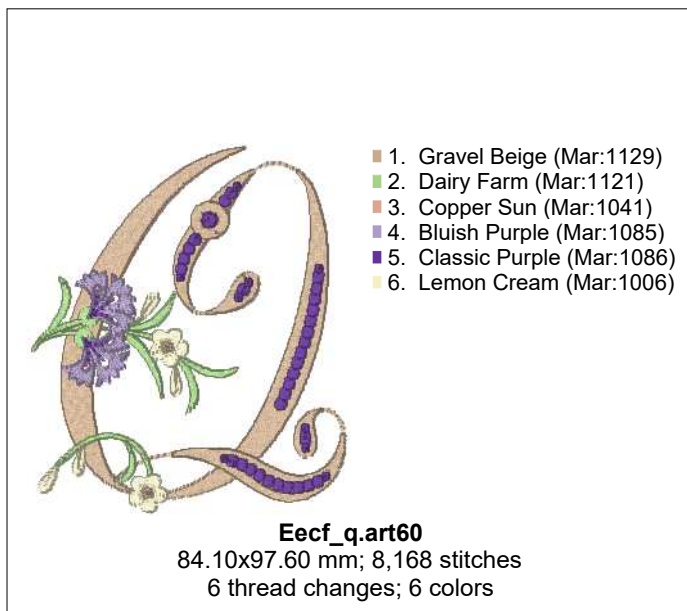 Q
1. Gravel Beige (Mar:1129)
2. Dairy Farm (Mar:1121)
3. Copper Sun (Mar:1041)
4. Bluish Purple (Mar:1085)
5. Classic Purple (Mar:1086)
6. Lemon Cream (Mar:1006)
Eecf_q.art60
84.10x97.60 mm; 8,168 stitches
6 thread changes; 6 colors